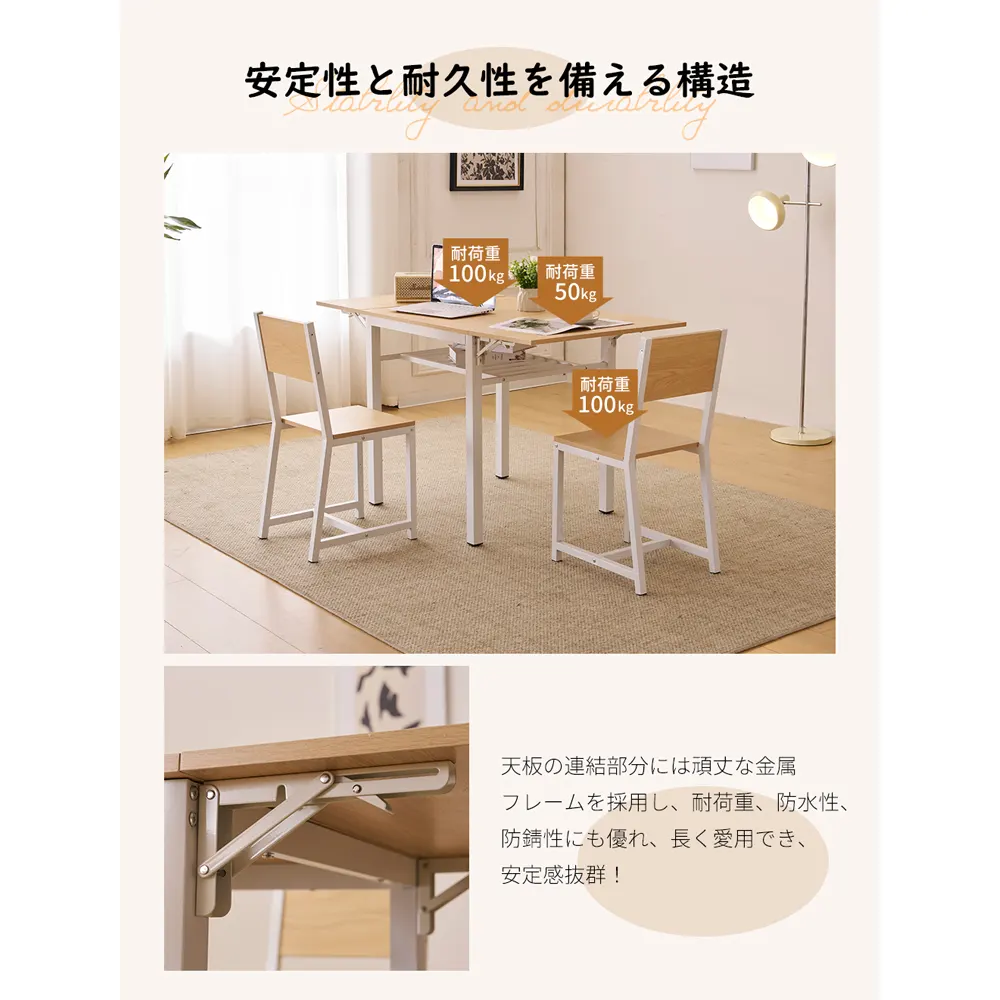 安定性と耐久性を備える構造
Stability and durability
耐荷重
100kg
耐荷重
50kg
耐荷重
100kg
天板の連結部分には頑丈な金属
フレームを採用し、耐荷重、防水性、
防錆性にも優れ、長く愛用でき、
安定感抜群！